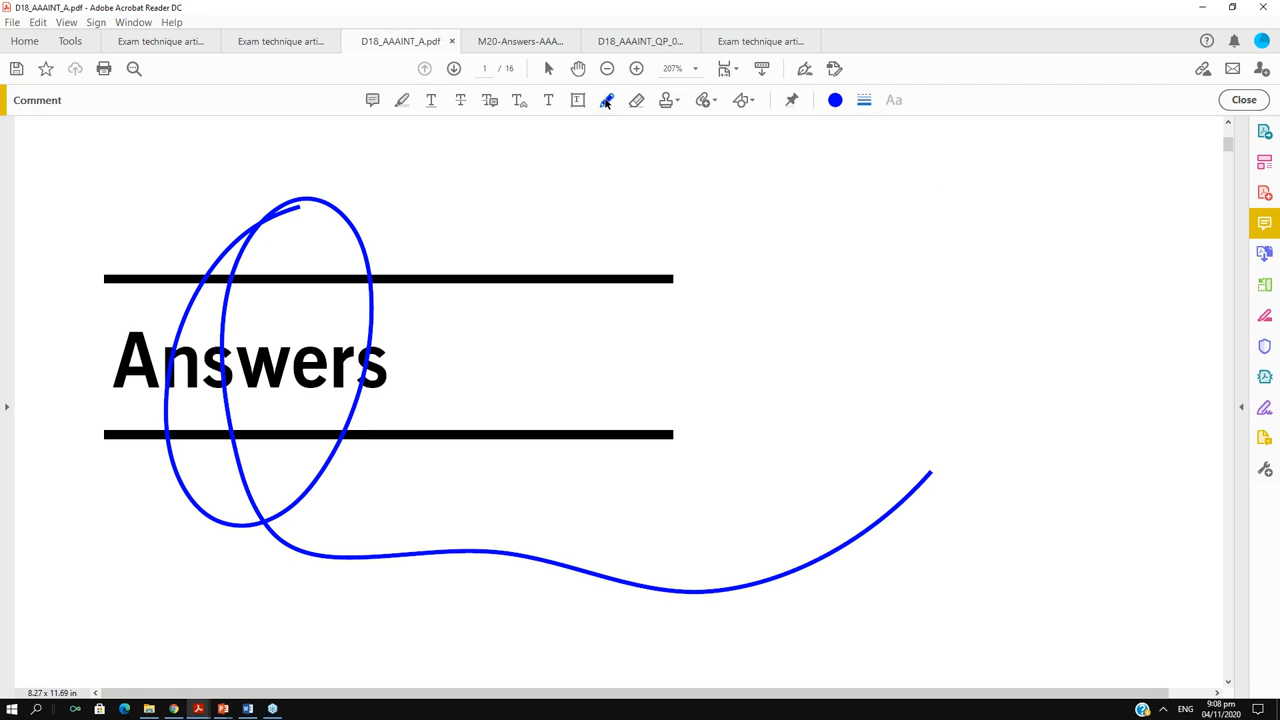 D18_AAAINT_A.pdf - Adobe Acrobat Reader DC
File Edit View Sign Window Help
Home Tools Exam technique arti... Exam technique arti... D18_AAAINT_A.pdf × M20-Answers-AAA... D18_AAAINT_QP_0... Exam technique arti...
1 / 16 207%
Comment Aa Close
Answers
8.27 x 11.69 in
ENG
9:08 pm
04/11/2020